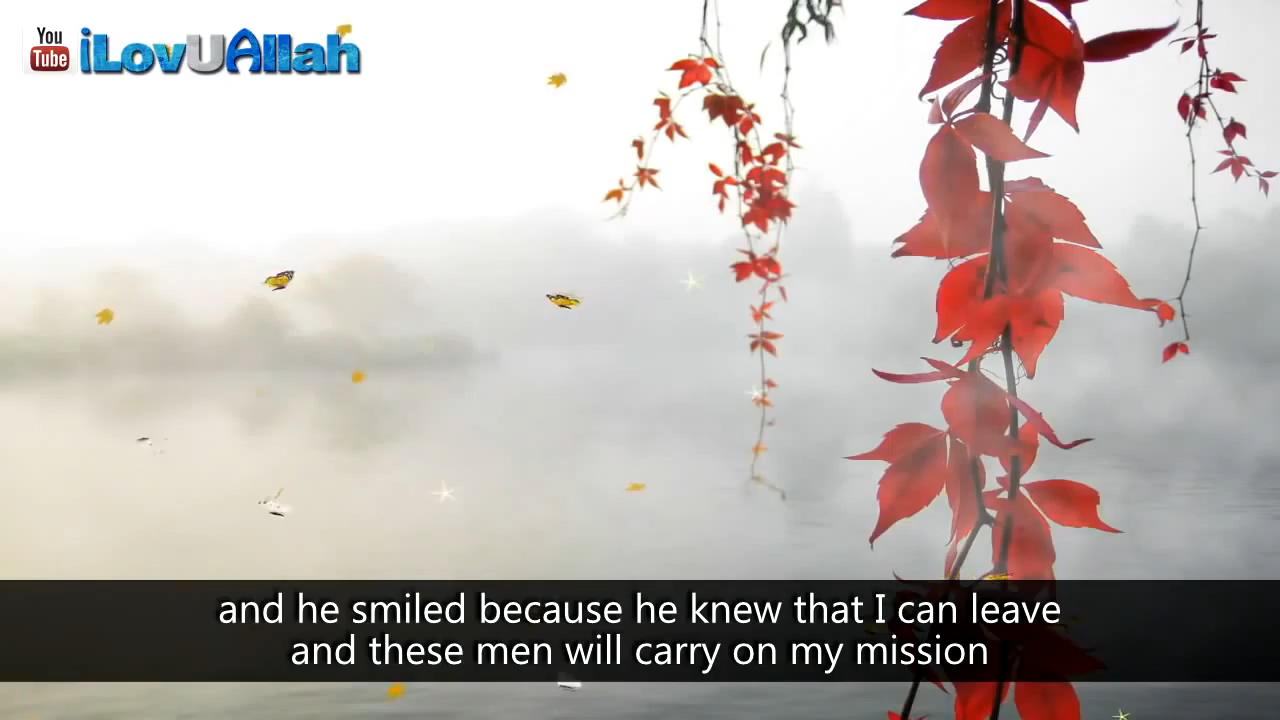 You
Tube
iLovUAllah
and he smiled because he knew that I can leave
and these men will carry on my mission